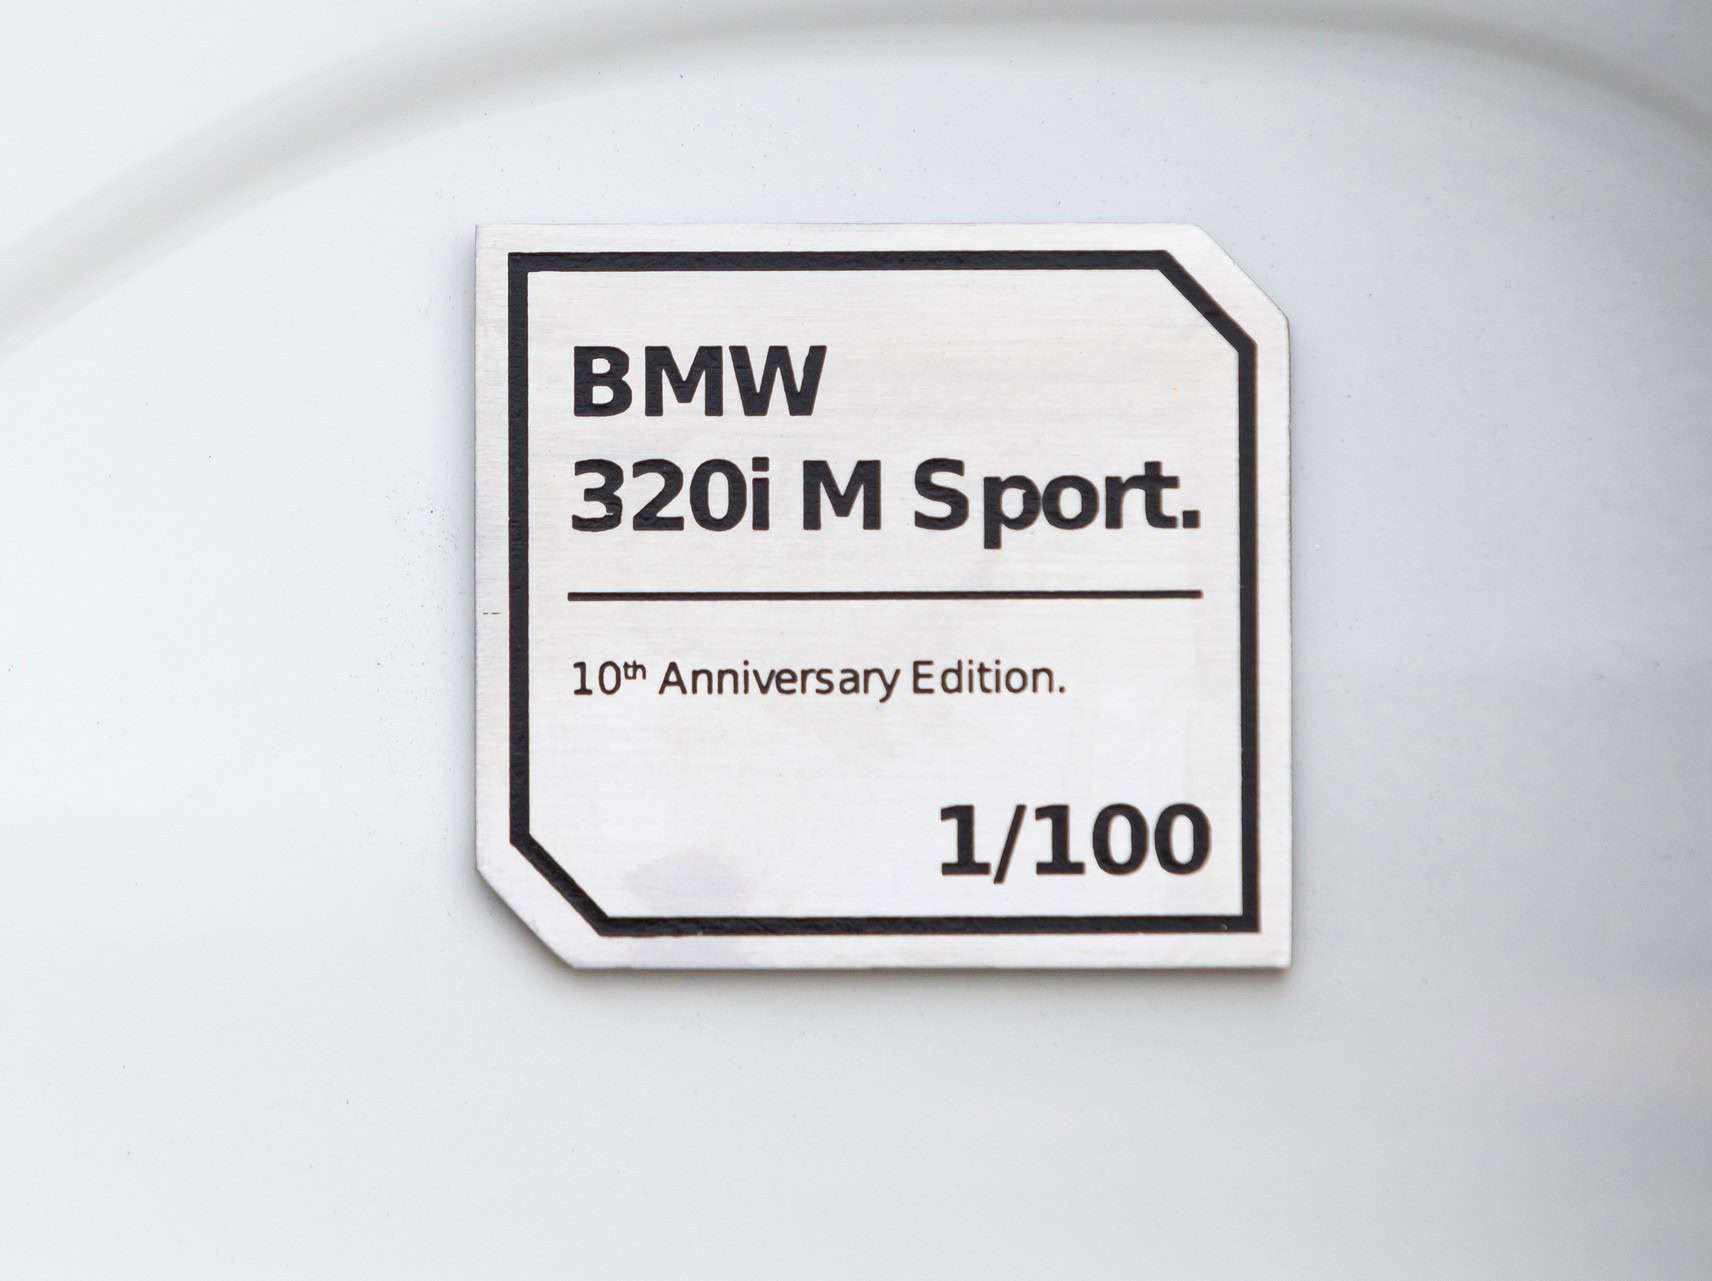 BMW
320i M Sport.
10th Anniversary Edition.
1/100